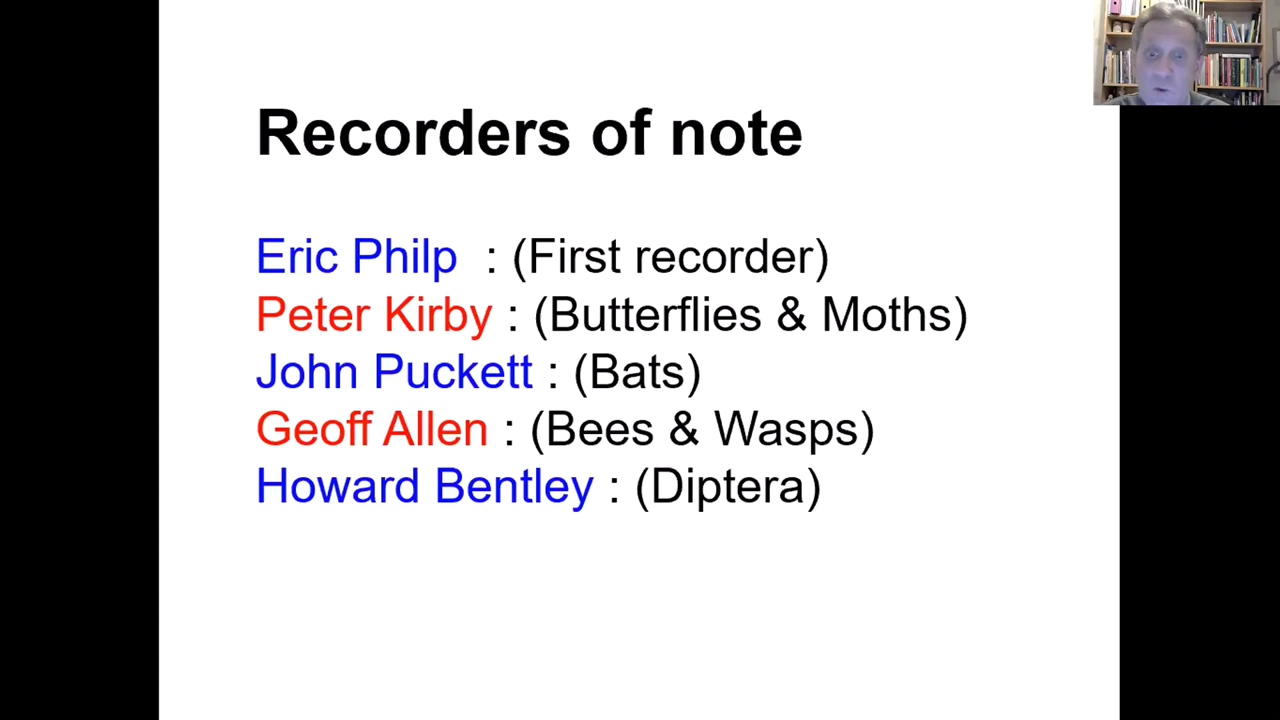 Recorders of note
Eric Philp : (First recorder)
Peter Kirby : (Butterflies & Moths)
John Puckett : (Bats)
Geoff Allen : (Bees & Wasps)
Howard Bentley : (Diptera)